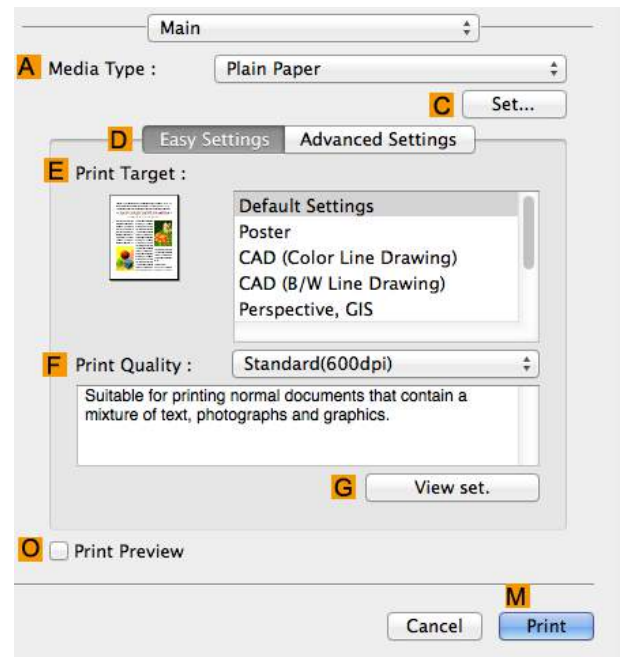 Main
A Media Type : Plain Paper
C Set...
D Easy Settings Advanced Settings
E Print Target :
Default Settings
Poster
CAD (Color Line Drawing)
CAD (B/W Line Drawing)
Perspective, GIS
F Print Quality : Standard(600dpi)
Suitable for printing normal documents that contain a
mixture of text, photographs and graphics.
G View set.
O Print Preview
M
Cancel Print